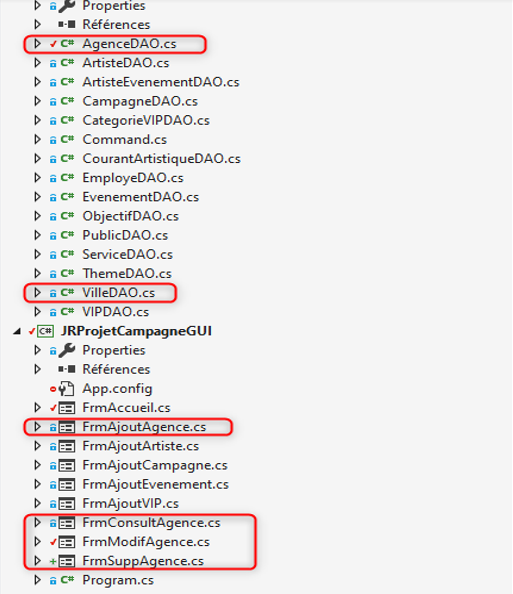 Properties
Références
C# AgenceDAO.cs
C# ArtisteDAO.cs
C# ArtisteEvenementDAO.cs
C# CampagneDAO.cs
C# CategorieVIPDAO.cs
C# Command.cs
C# CourantArtistiqueDAO.cs
C# EmployeDAO.cs
C# EvenementDAO.cs
C# ObjectifDAO.cs
C# PublicDAO.cs
C# ServiceDAO.cs
C# ThemeDAO.cs
C# VilleDAO.cs
C# VIPDAO.cs
C# JRProjetCampagneGUI
Properties
Références
App.config
FrmAccueil.cs
FrmAjoutAgence.cs
FrmAjoutArtiste.cs
FrmAjoutCampagne.cs
FrmAjoutEvenement.cs
FrmAjoutVIP.cs
FrmConsultAgence.cs
FrmModifAgence.cs
FrmSuppAgence.cs
C# Program.cs